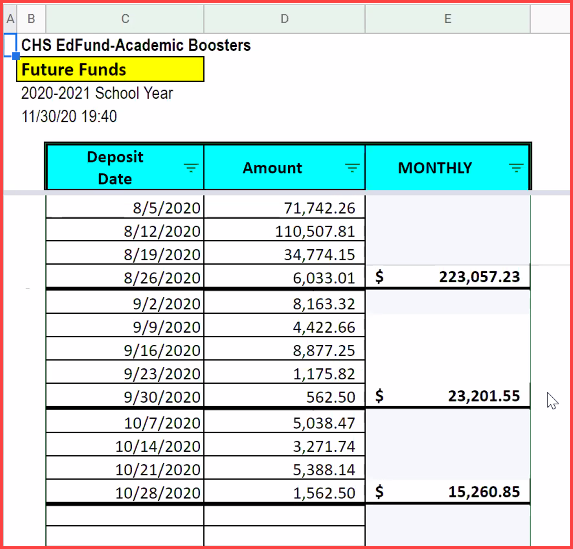 A B C D E
CHS EdFund-Academic Boosters
Future Funds
2020-2021 School Year
11/30/20 19:40
Deposit Date Amount MONTHLY
8/5/2020 71,742.26
8/12/2020 110,507.81
8/19/2020 34,774.15
8/26/2020 6,033.01 $ 223,057.23
9/2/2020 8,163.32
9/9/2020 4,422.66
9/16/2020 8,877.25
9/23/2020 1,175.82
9/30/2020 562.50 $ 23,201.55
10/7/2020 5,038.47
10/14/2020 3,271.74
10/21/2020 5,388.14
10/28/2020 1,562.50 $ 15,260.85